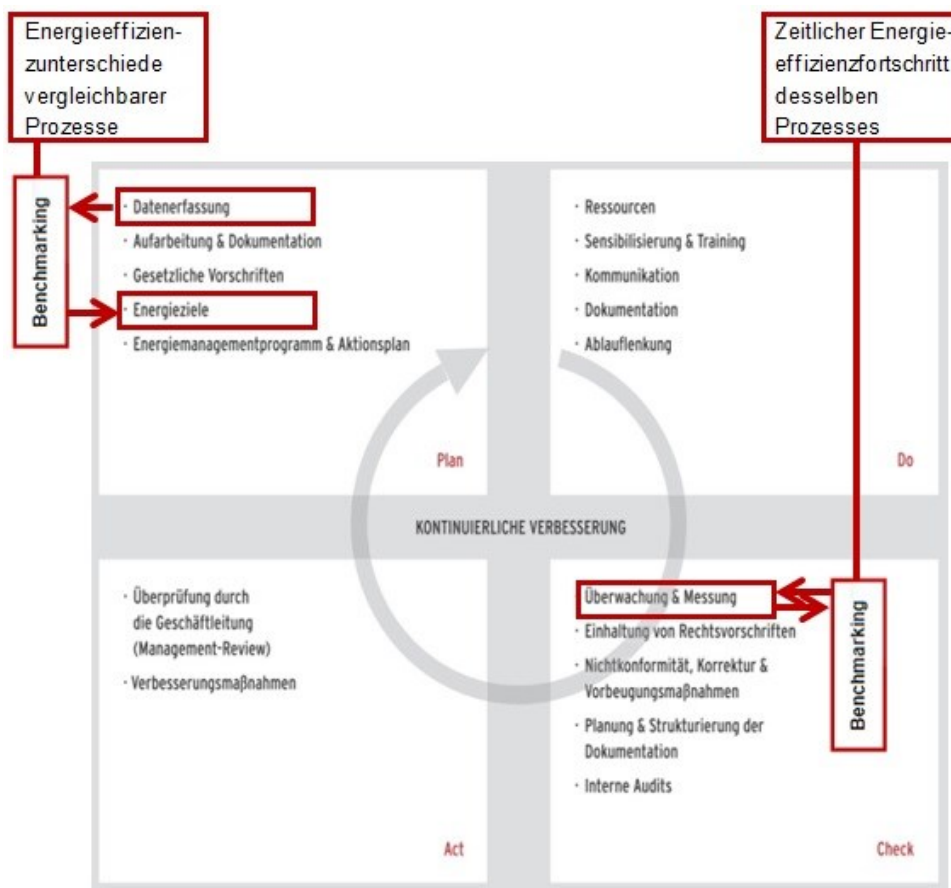 Energieeffizien-
zunterschiede
vergleichbarer
Prozesse
Zeitlicher Energie-
effizienzfortschritt
desselben
Prozesses
Benchmarking
· Datenerfassung
· Aufarbeitung & Dokumentation
· Gesetzliche Vorschriften
· Energieziele
· Energiemanagementprogramm & Aktionsplan
Plan
· Ressourcen
· Sensibilisierung & Training
· Kommunikation
· Dokumentation
· Ablauflenkung
Do
KONTINUIERLICHE VERBESSERUNG
· Überprüfung durch
die Geschäftleitung
(Management-Review)
· Verbesserungsmaßnahmen
Act
Überwachung & Messung
· Einhaltung von Rechtsvorschriften
· Nichtkonformität, Korrektur &
Vorbeugungsmaßnahmen
· Planung & Strukturierung der
Dokumentation
· Interne Audits
Check
Benchmarking